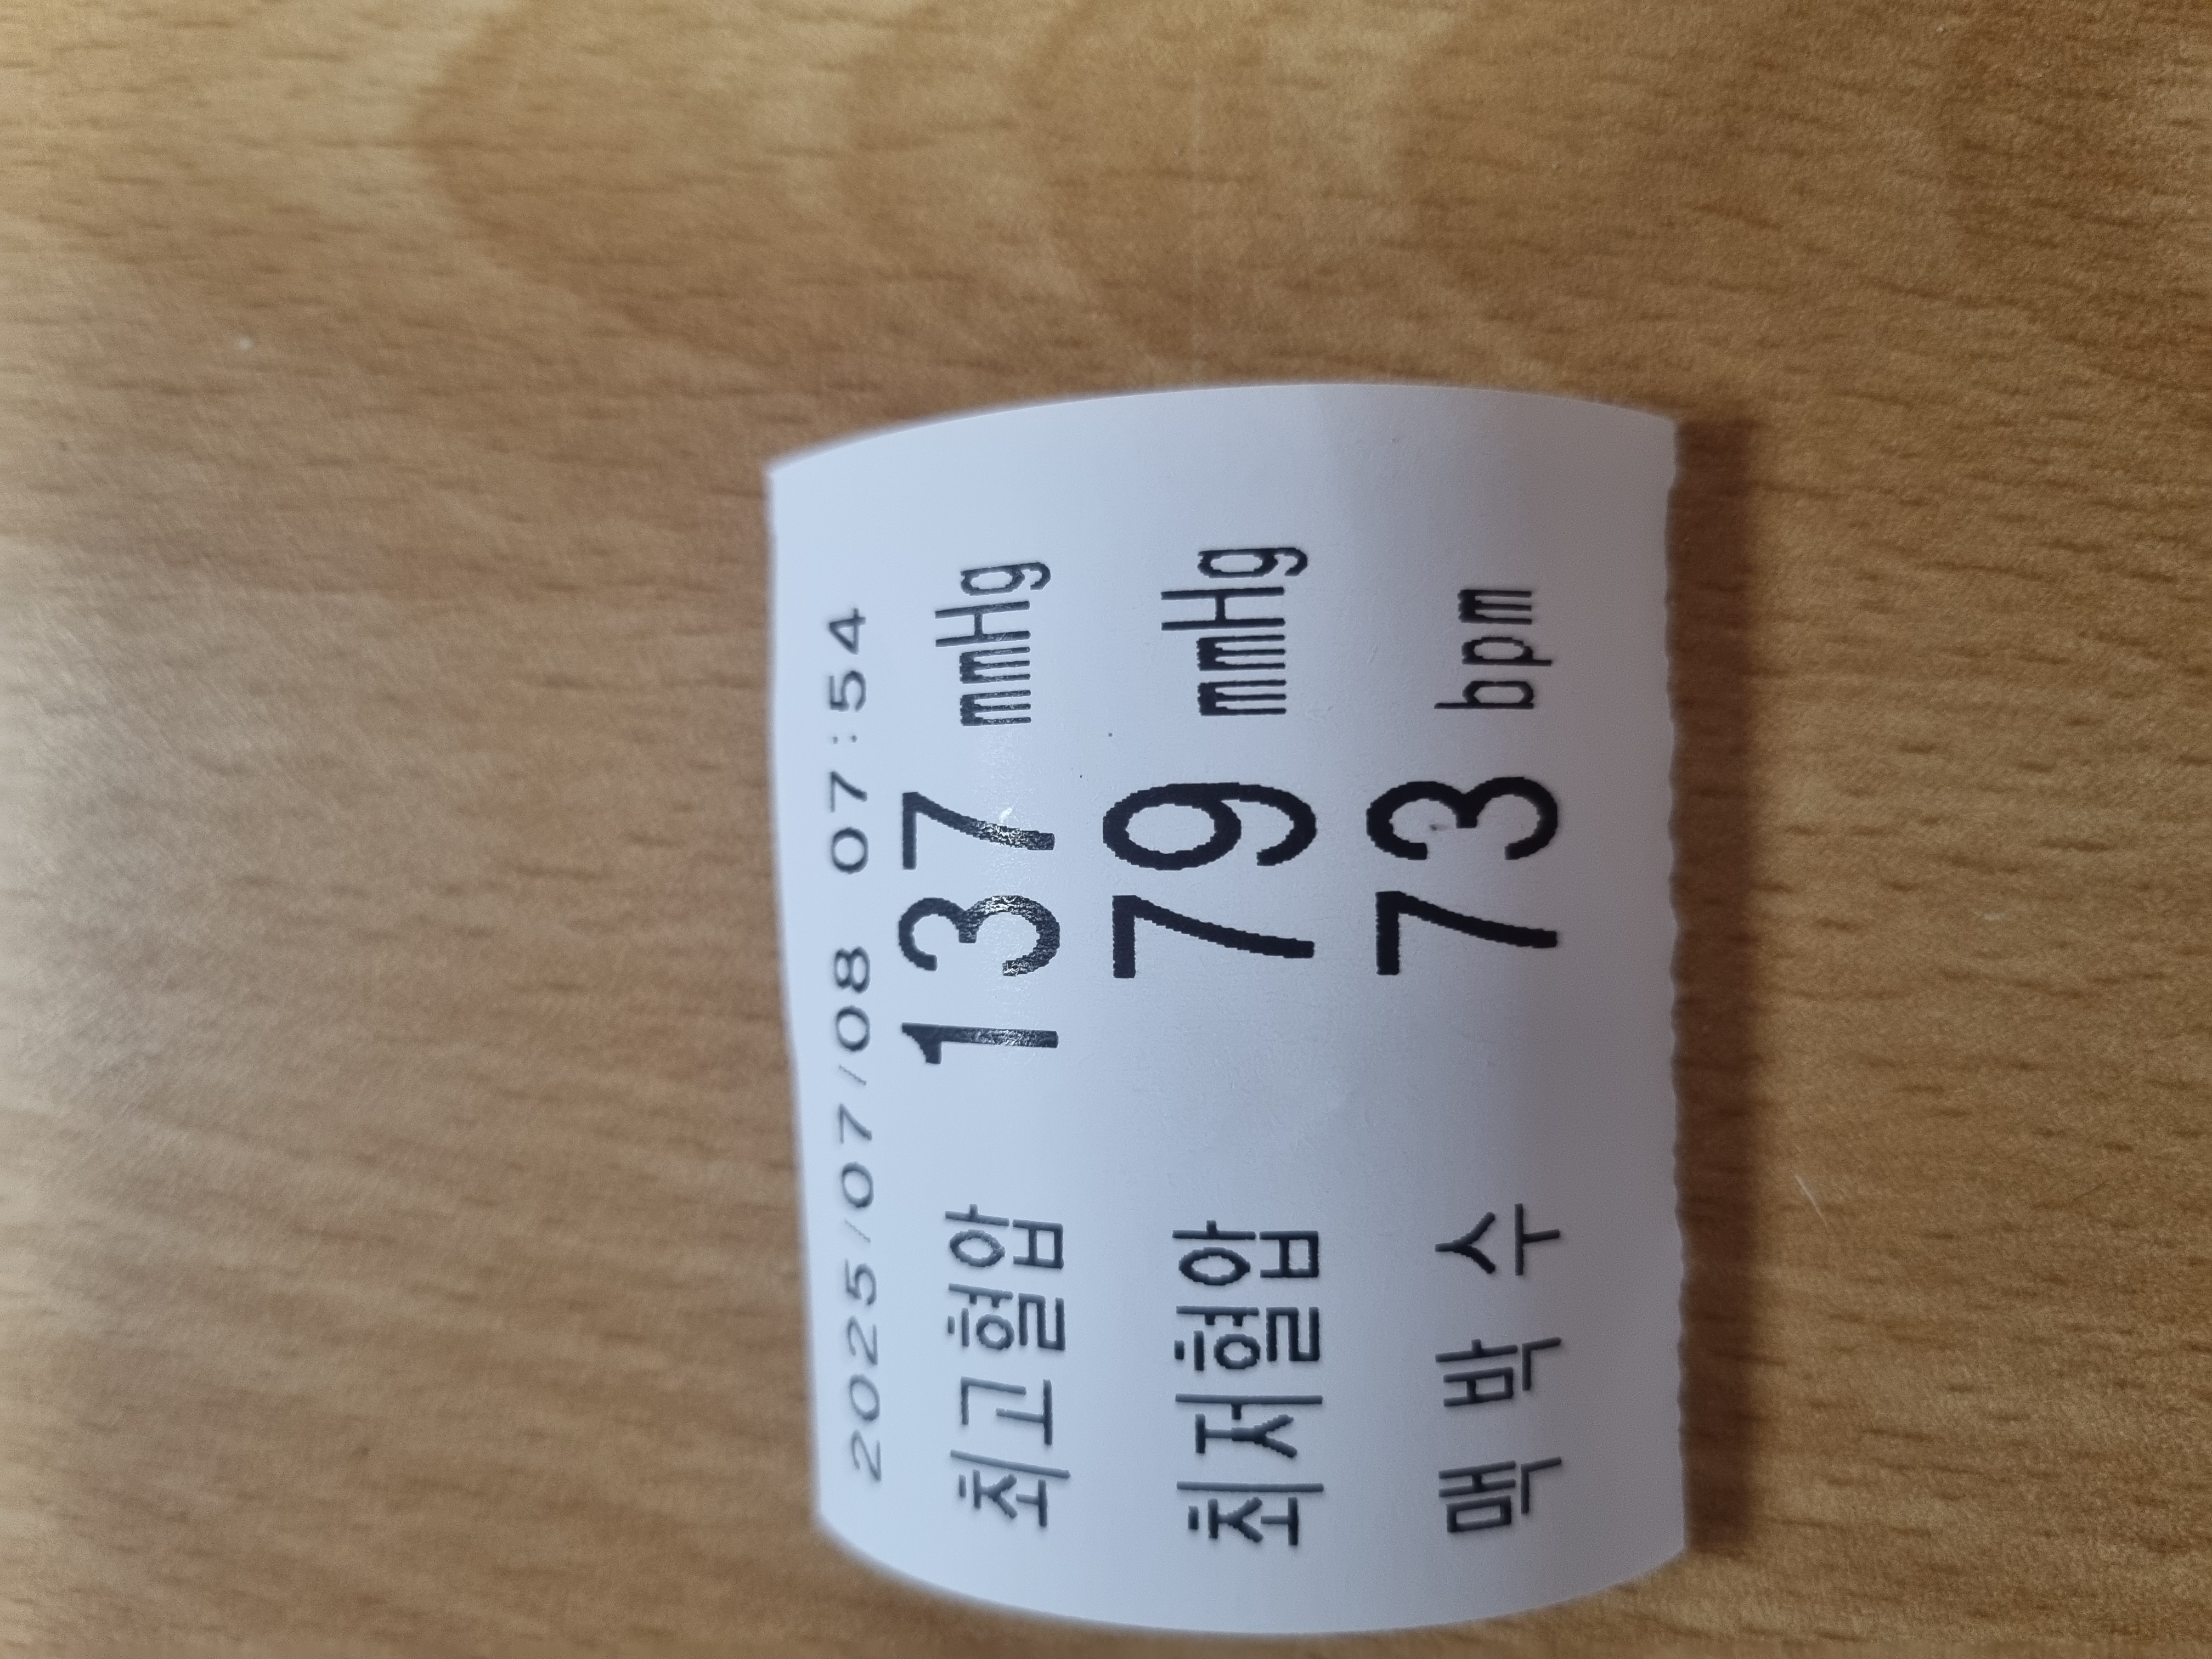 2025/07/08 07:54
최고혈압 137 mmHg
최저혈압 79 mmHg
맥 박 수 73 bpm